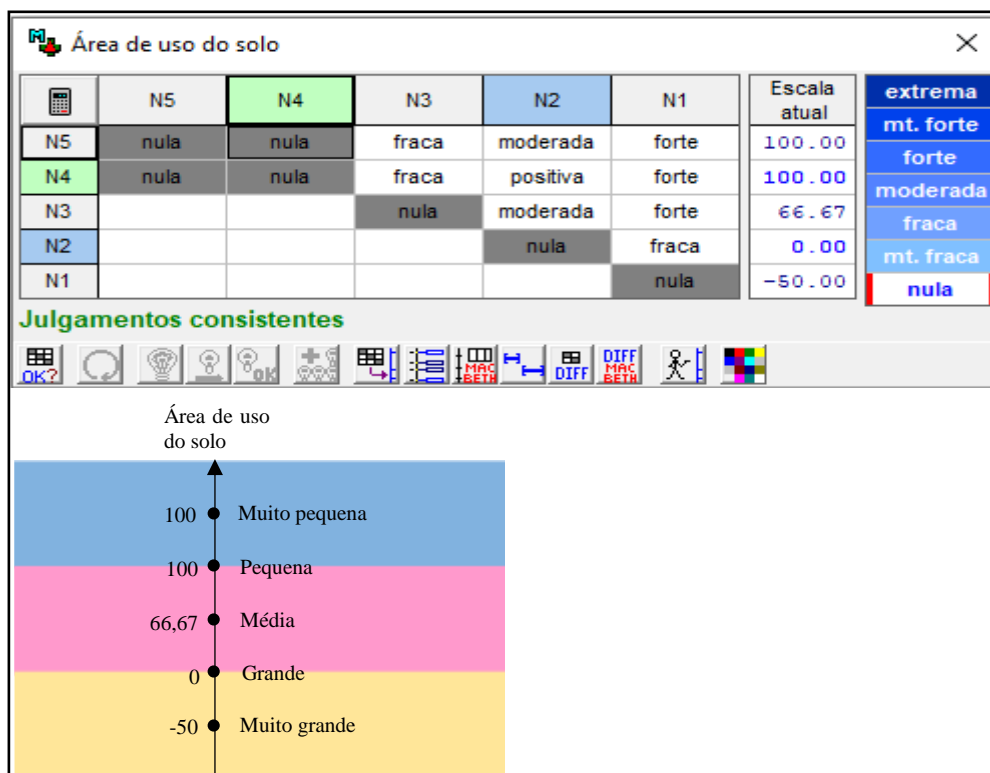 Área de uso do solo
N5 N4 N3 N2 N1 Escala atual
N5 nula nula fraca moderada forte 100.00
N4 nula nula fraca positiva forte 100.00
N3 nula moderada forte 66.67
N2 nula fraca 0.00
N1 nula -50.00
extrema
mt. forte
forte
moderada
fraca
mt. fraca
nula
Julgamentos consistentes
OK? OK MAC BETH DIFF DIFF MAC BETH
Área de uso
do solo
100 Muito pequena
100 Pequena
66,67 Média
0 Grande
-50 Muito grande